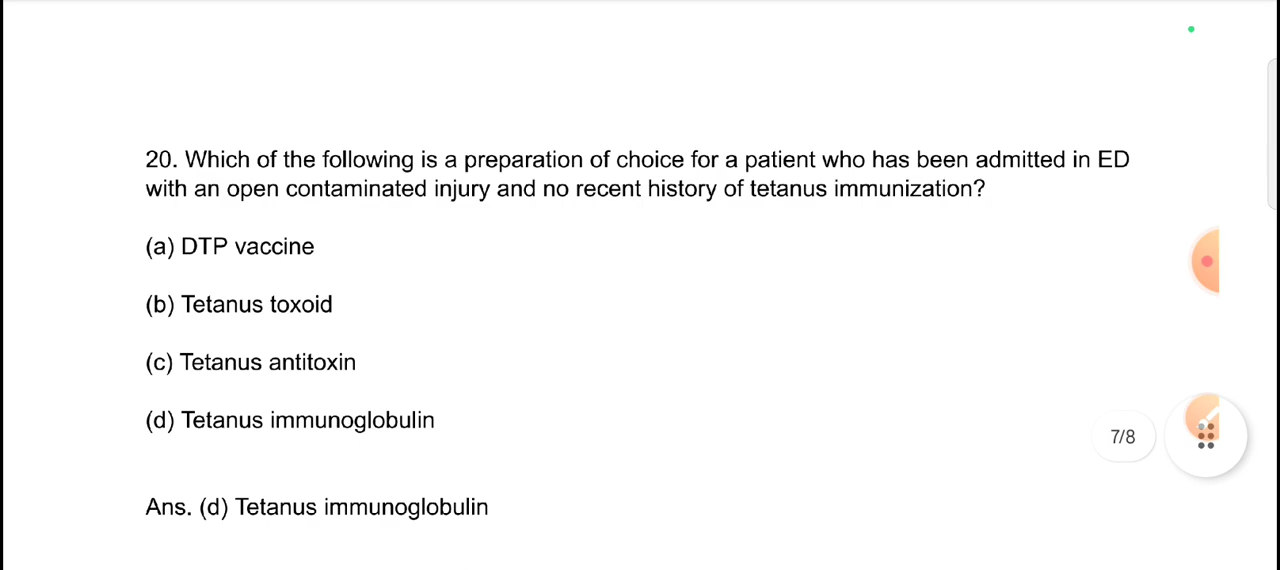 20. Which of the following is a preparation of choice for a patient who has been admitted in ED
with an open contaminated injury and no recent history of tetanus immunization?
(a) DTP vaccine
(b) Tetanus toxoid
(c) Tetanus antitoxin
(d) Tetanus immunoglobulin
7/8
Ans. (d) Tetanus immunoglobulin